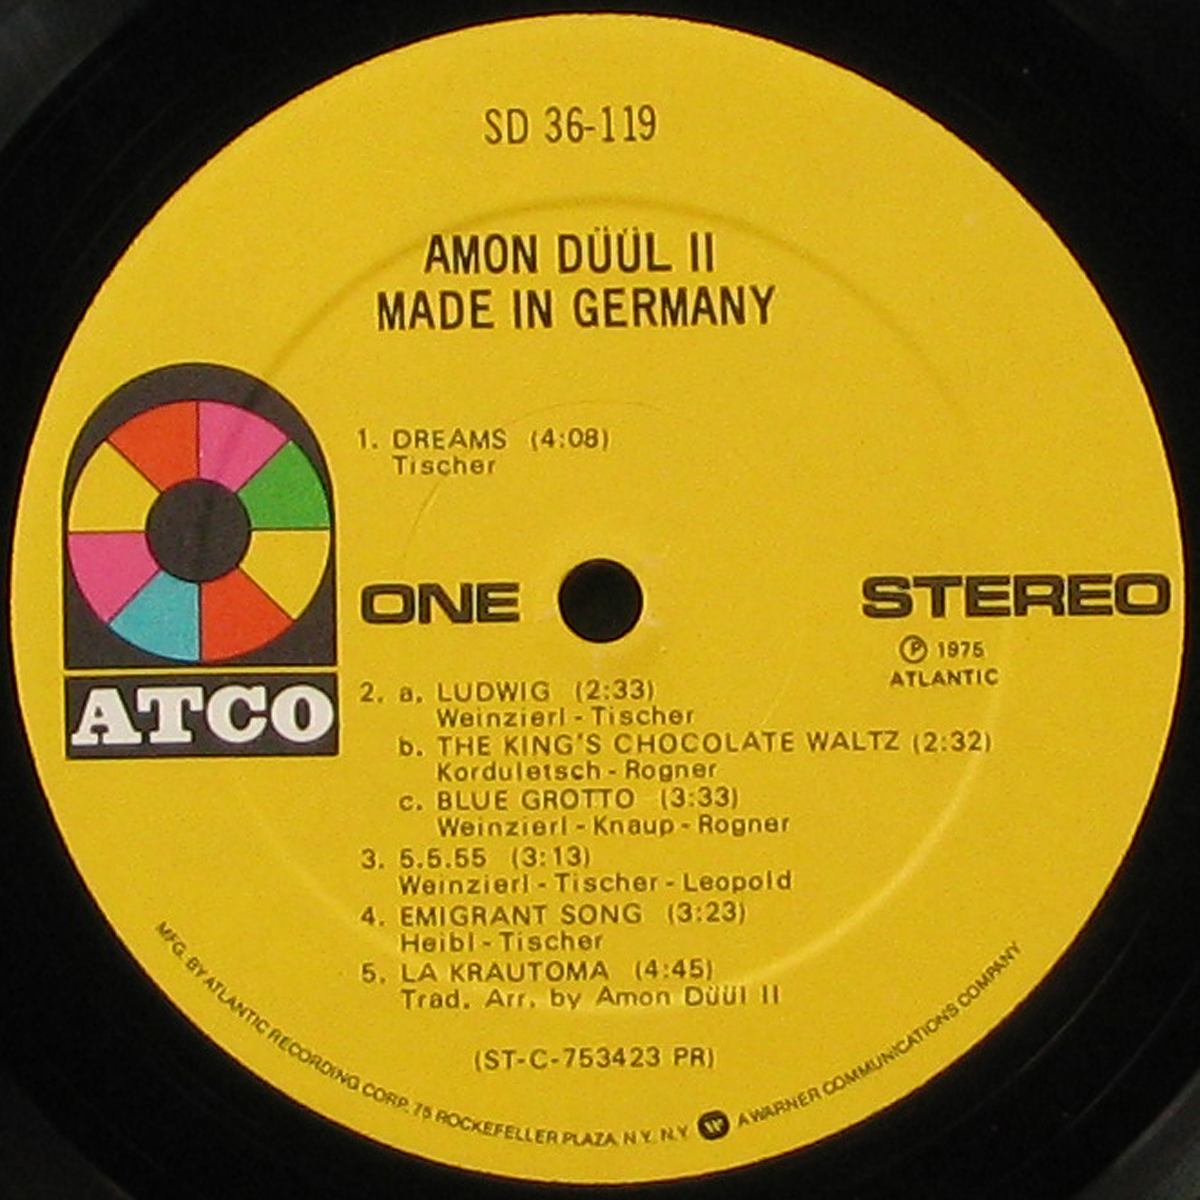 SD 36-119
AMON DÜÜL II
MADE IN GERMANY
1. DREAMS (4:08)
Tischer
ONE
STEREO
Ⓟ 1975
ATLANTIC
ATCO
2. a. LUDWIG (2:33)
Weinzierl - Tischer
b. THE KING'S CHOCOLATE WALTZ (2:32)
Korduletsch - Rogner
c. BLUE GROTTO (3:33)
Weinzierl - Knaup - Rogner
3. 5.5.55 (3:13)
Weinzierl - Tischer - Leopold
4. EMIGRANT SONG (3:23)
Heibl - Tischer
5. LA KRAUTOMA (4:45)
Trad. Arr. by Amon Düül II
(ST-C-753423 PR)
MFG. BY ATLANTIC RECORDING CORP. 75 ROCKEFELLER PLAZA, N.Y. N.Y. A WARNER COMMUNICATIONS COMPANY